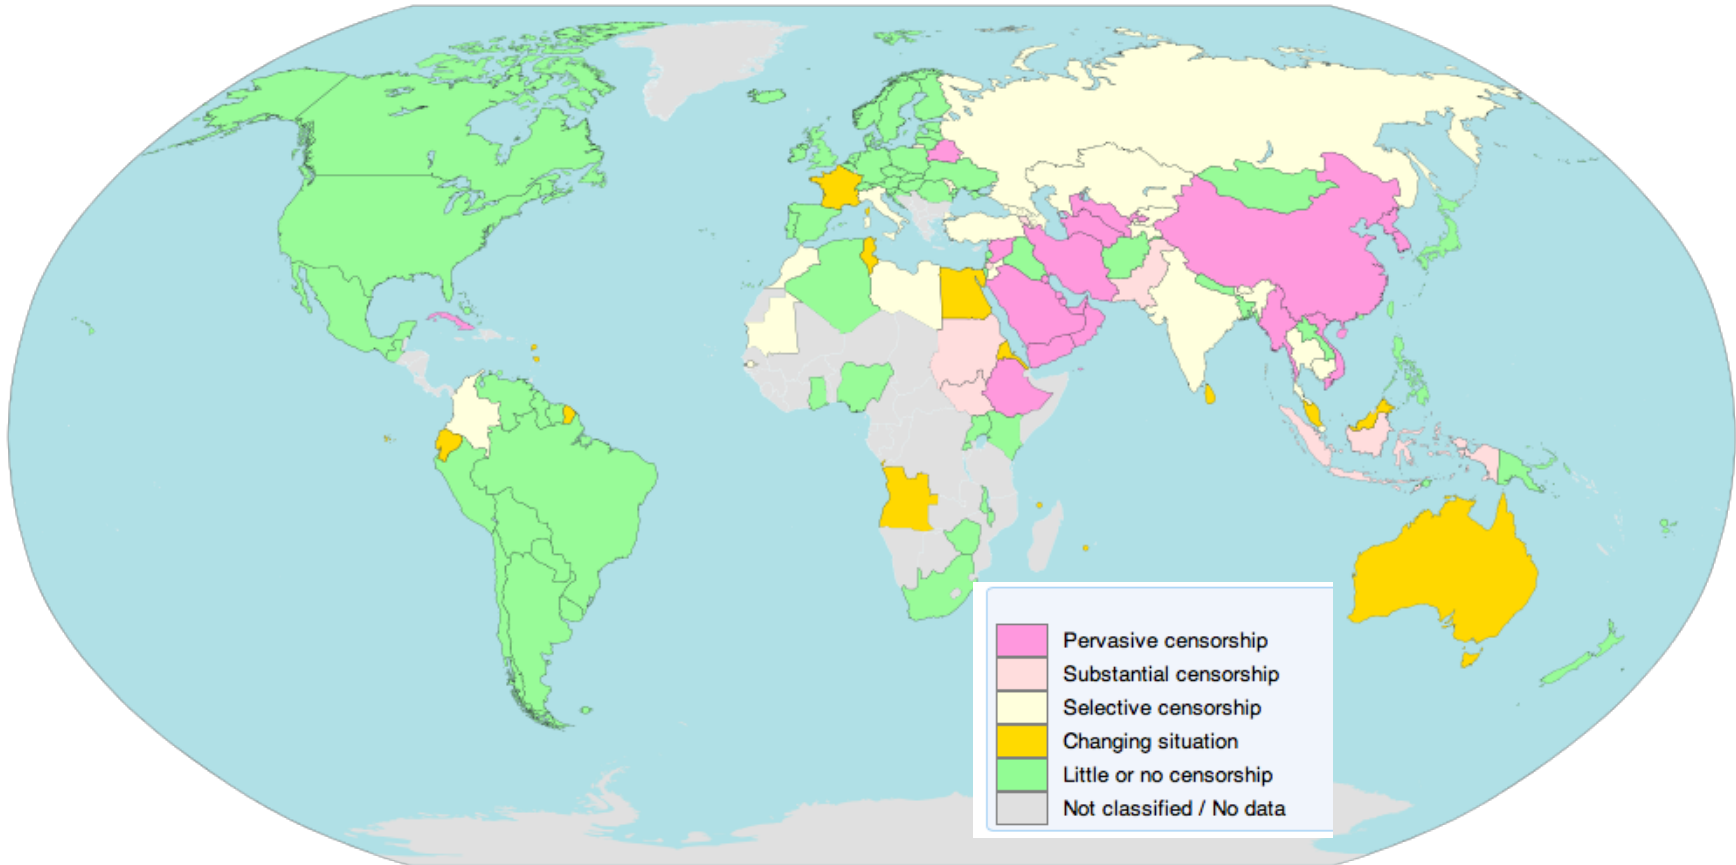 Pervasive censorship
Substantial censorship
Selective censorship
Changing situation
Little or no censorship
Not classified / No data